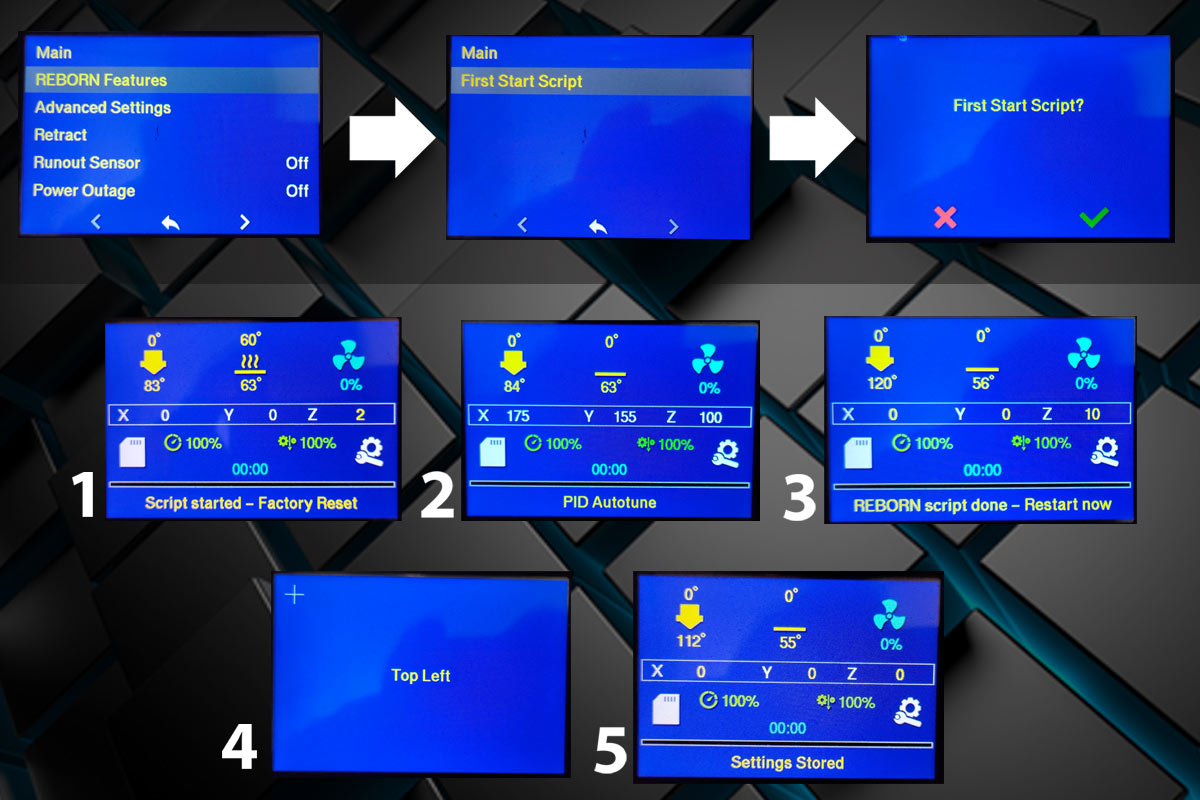 Main
REBORN Features
Advanced Settings
Retract
Runout Sensor Off
Power Outage Off
Main
First Start Script
First Start Script?
1
0° 60°
83° 63° 0%
X 0 Y 0 Z 2
100% 100%
00:00
Script started – Factory Reset
2
0° 0°
84° 63° 0%
X 175 Y 155 Z 100
100% 100%
00:00
PID Autotune
3
0° 0°
120° 56° 0%
X 0 Y 0 Z 10
100% 100%
00:00
REBORN script done – Restart now
4
Top Left
5
0° 0°
112° 55° 0%
X 0 Y 0 Z 0
100% 100%
00:00
Settings Stored